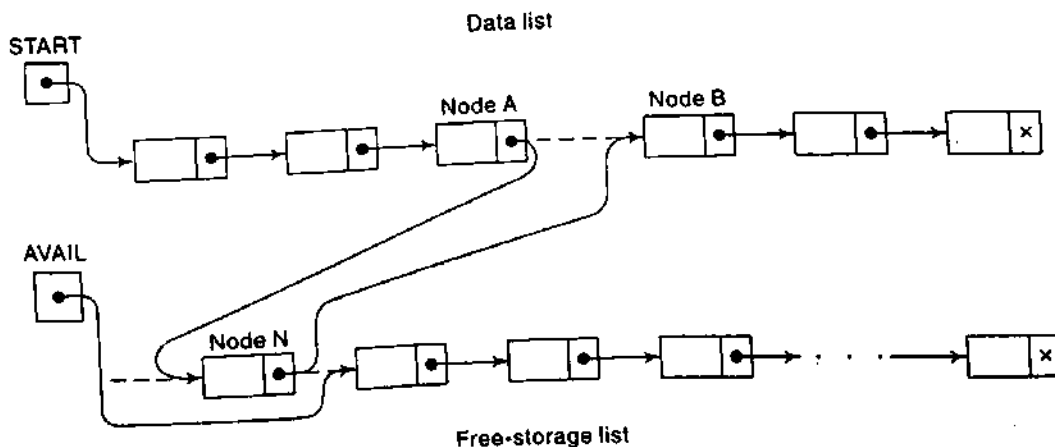 Data list
START
Node A
Node B
×
AVAIL
Node N
×
Free-storage list